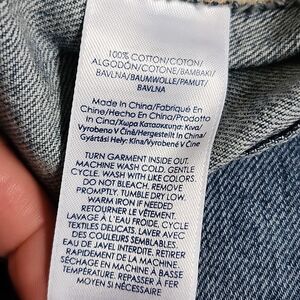 100% COTTON/COTON/
ALGODÓN/COTONE/BAMBAKI/
BAVLNA/BAUMWOLLE/PAMUT/
BAVLNA
Made In China/Fabriqué En
Chine/Hecho En China/Prodotto
In Cina/Χωρα Κατασκευησ: Κινα/
Vyrobeno V Číně/Hergestellt In China/
Gyártási Hely: Kína/Vyrobené V Číne
TURN GARMENT INSIDE OUT.
MACHINE WASH COLD. GENTLE
CYCLE. WASH WITH LIKE COLORS.
DO NOT BLEACH. REMOVE
PROMPTLY. TUMBLE DRY LOW.
WARM IRON IF NEEDED
RETOURNER LE VÊTEMENT.
LAVAGE À L'EAU FROIDE, CYCLE
TEXTILES DELICATS. LAVER AVEC
DES COULEURS SEMBLABLES.
EAU DE JAVEL INTERDITE. RETIRER
RAPIDEMENT DE LA MACHINE.
SÉCHAGE EN MACHINE À BASSE
TEMPÉRATURE. REPASSER À FER
MOYEN SI NÉCESSAIRE